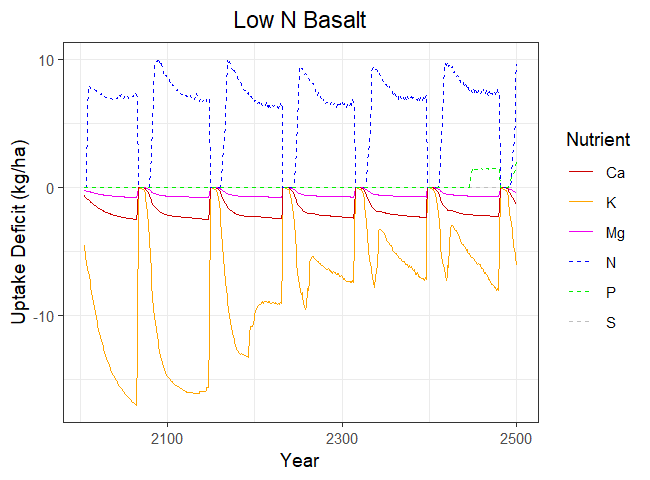 Low N Basalt
Uptake Deficit (kg/ha)
10
0
-10
2100
2300
2500
Year
Nutrient
Ca
K
Mg
N
P
S